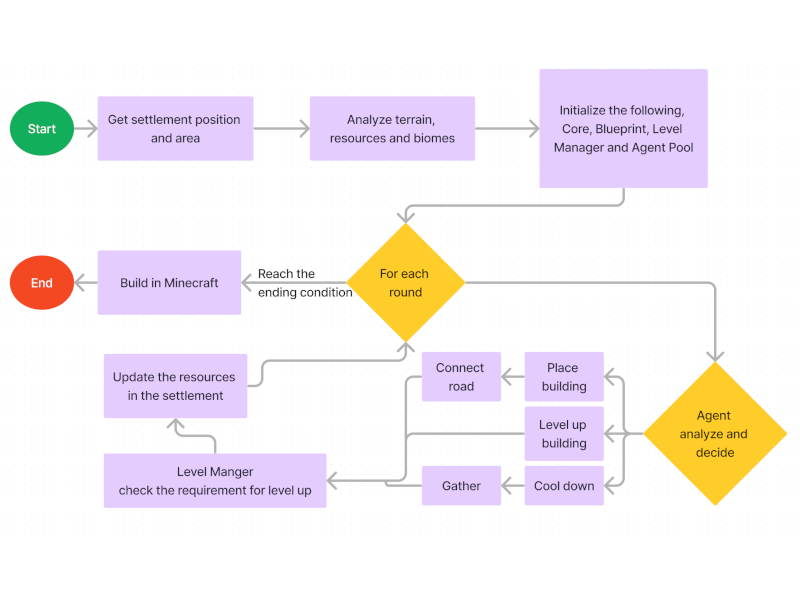 Start
Get settlement position
and area
Analyze terrain,
resources and biomes
Initialize the following,
Core, Blueprint, Level
Manager and Agent Pool
End
Build in Minecraft
Reach the
ending condition
For each
round
Update the resources
in the settlement
Connect
road
Place
building
Level up
building
Agent
analyze and
decide
Level Manger
check the requirement for level up
Gather
Cool down